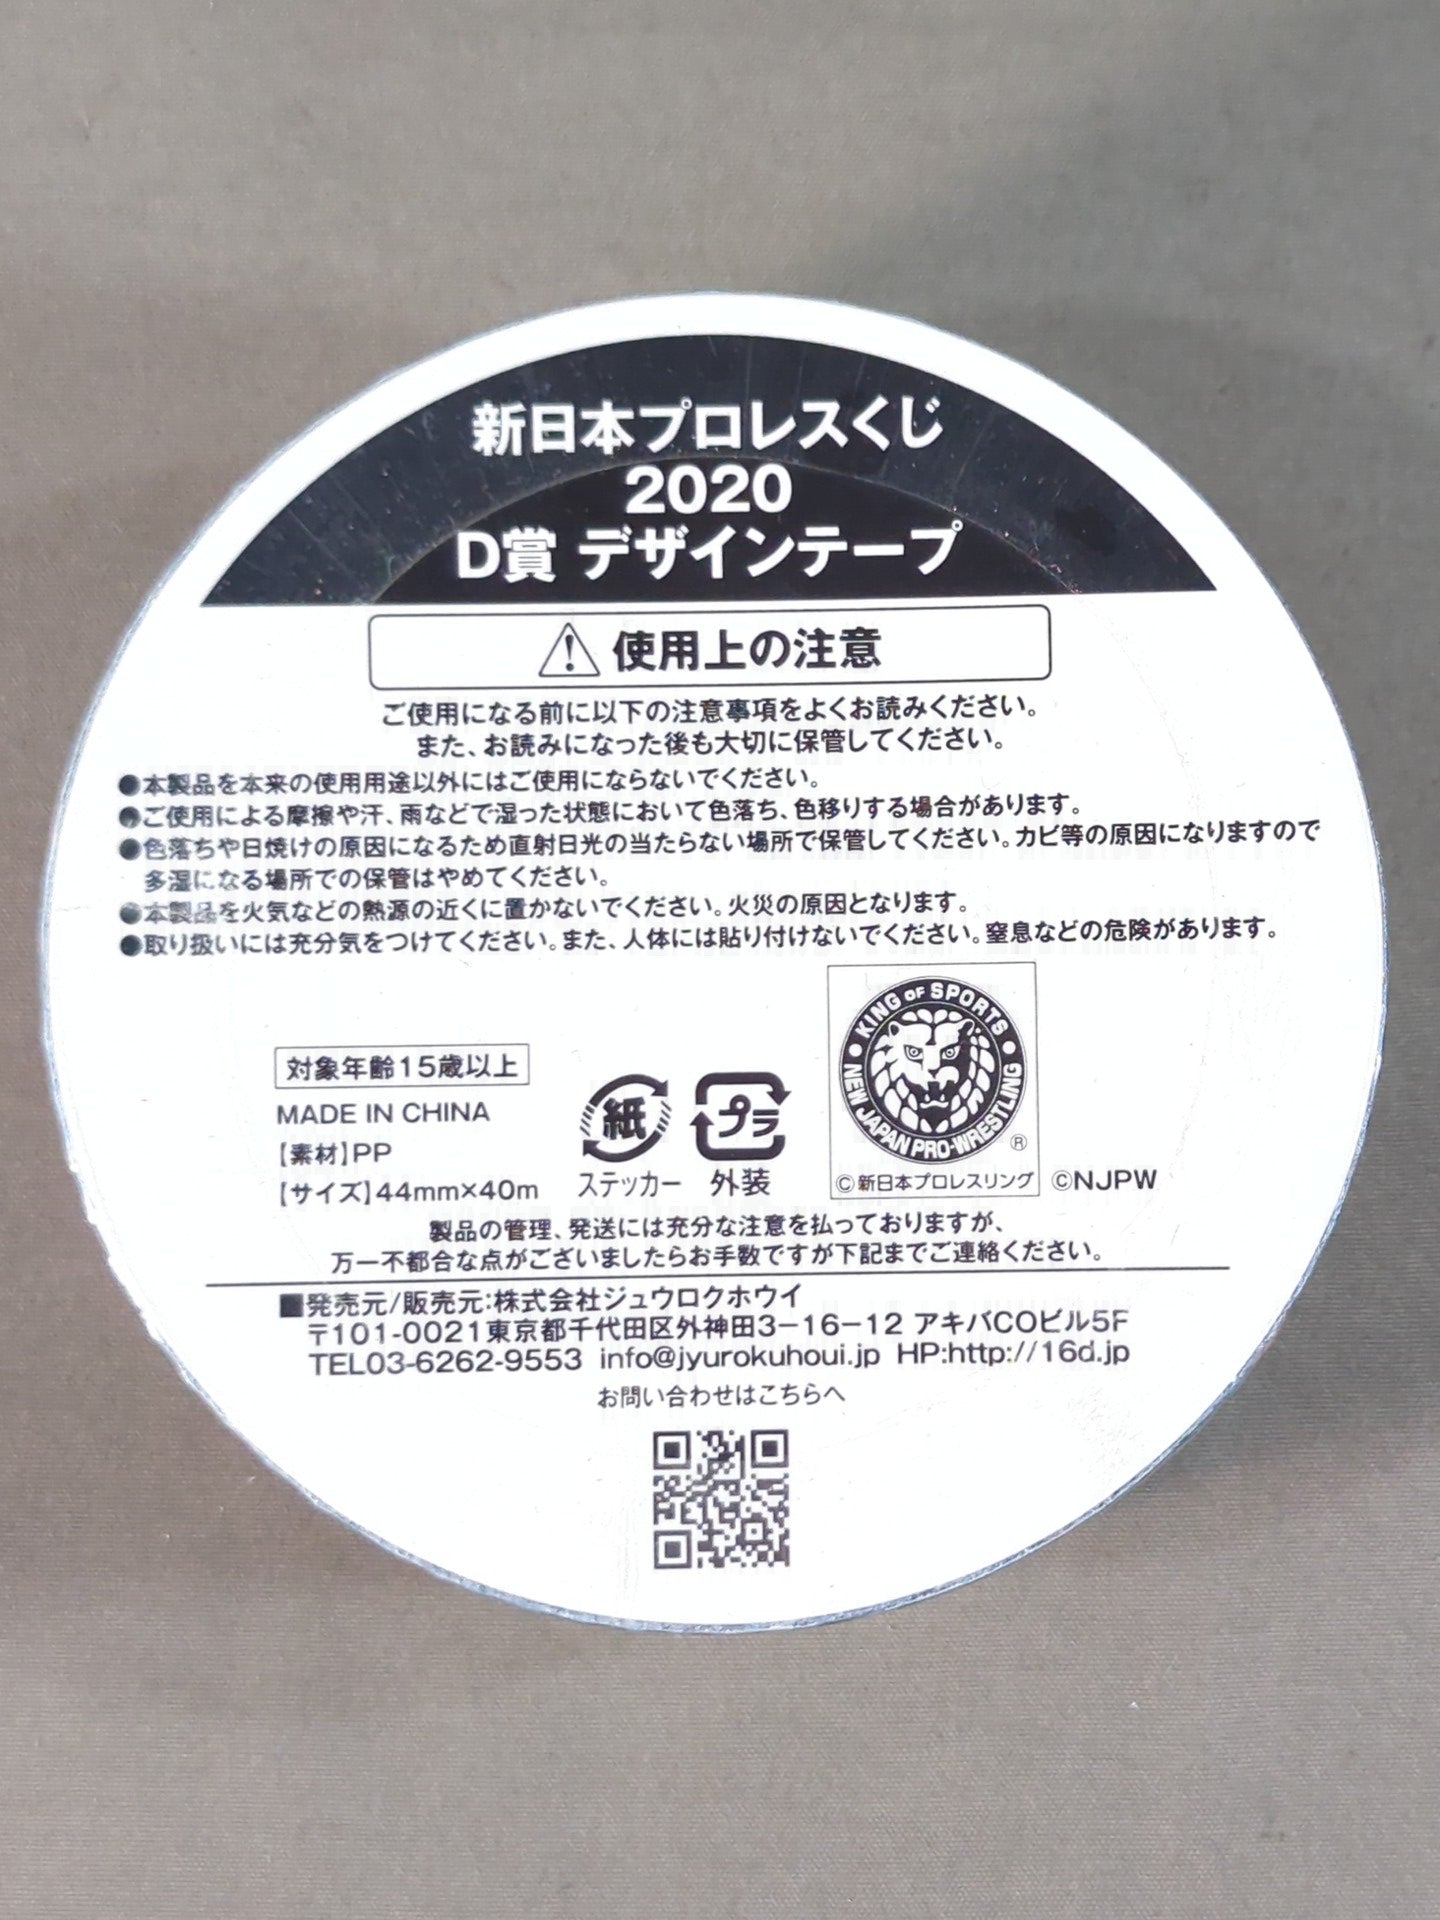 新日本プロレスくじ
2020
D賞 デザインテープ
使用上の注意
ご使用になる前に以下の注意事項をよくお読みください。
また、お読みになった後も大切に保管してください。
●本製品を本来の使用用途以外にはご使用にならないでください。
●ご使用による摩擦や汗、雨などで湿った状態において色落ち、色移りする場合があります。
●色落ちや日焼けの原因になるため直射日光の当たらない場所で保管してください。カビ等の原因になりますので
多湿になる場所での保管はやめてください。
●本製品を火気などの熱源の近くに置かないでください。火災の原因となります。
●取り扱いには充分気をつけてください。また、人体には貼り付けないでください。窒息などの危険があります。
対象年齢15歳以上
MADE IN CHINA
【素材】PP
【サイズ】44mm×40m
紙
ステッカー
プラ
外装
KING OF SPORTS
NEW JAPAN PRO-WRESTLING
®
©新日本プロレスリング
©NJPW
製品の管理、発送には充分な注意を払っておりますが、
万一不都合な点がございましたらお手数ですが下記までご連絡ください。
■発売元/販売元:株式会社ジュウロクホウイ
〒101-0021東京都千代田区外神田3-16-12 アキバCOビル5F
TEL03-6262-9553 info@jyurokuhoui.jp HP:http://16d.jp
お問い合わせはこちらへ